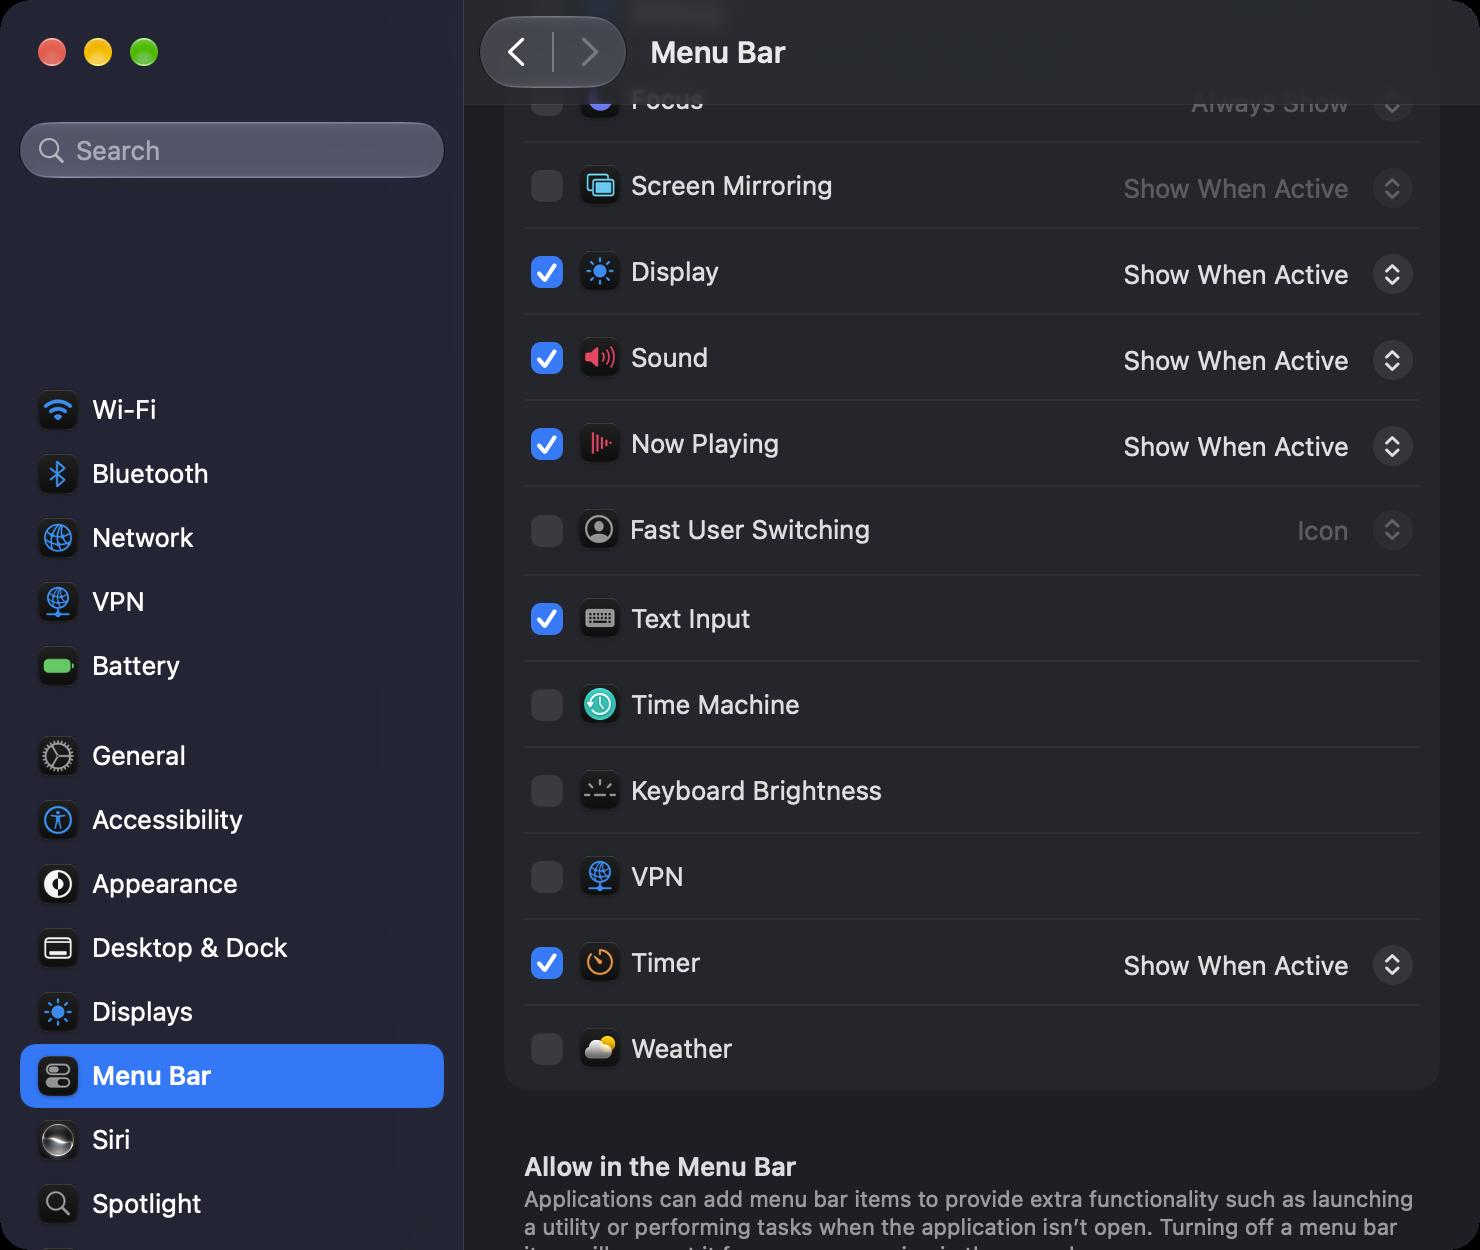 Menu Bar
Search
Wi-Fi
Bluetooth
Network
VPN
Battery
General
Accessibility
Appearance
Desktop & Dock
Displays
Menu Bar
Siri
Spotlight
Focus Always Show
Screen Mirroring Show When Active
Display Show When Active
Sound Show When Active
Now Playing Show When Active
Fast User Switching Icon
Text Input
Time Machine
Keyboard Brightness
VPN
Timer Show When Active
Weather
Allow in the Menu Bar
Applications can add menu bar items to provide extra functionality such as launching
a utility or performing tasks when the application isn't open. Turning off a menu bar